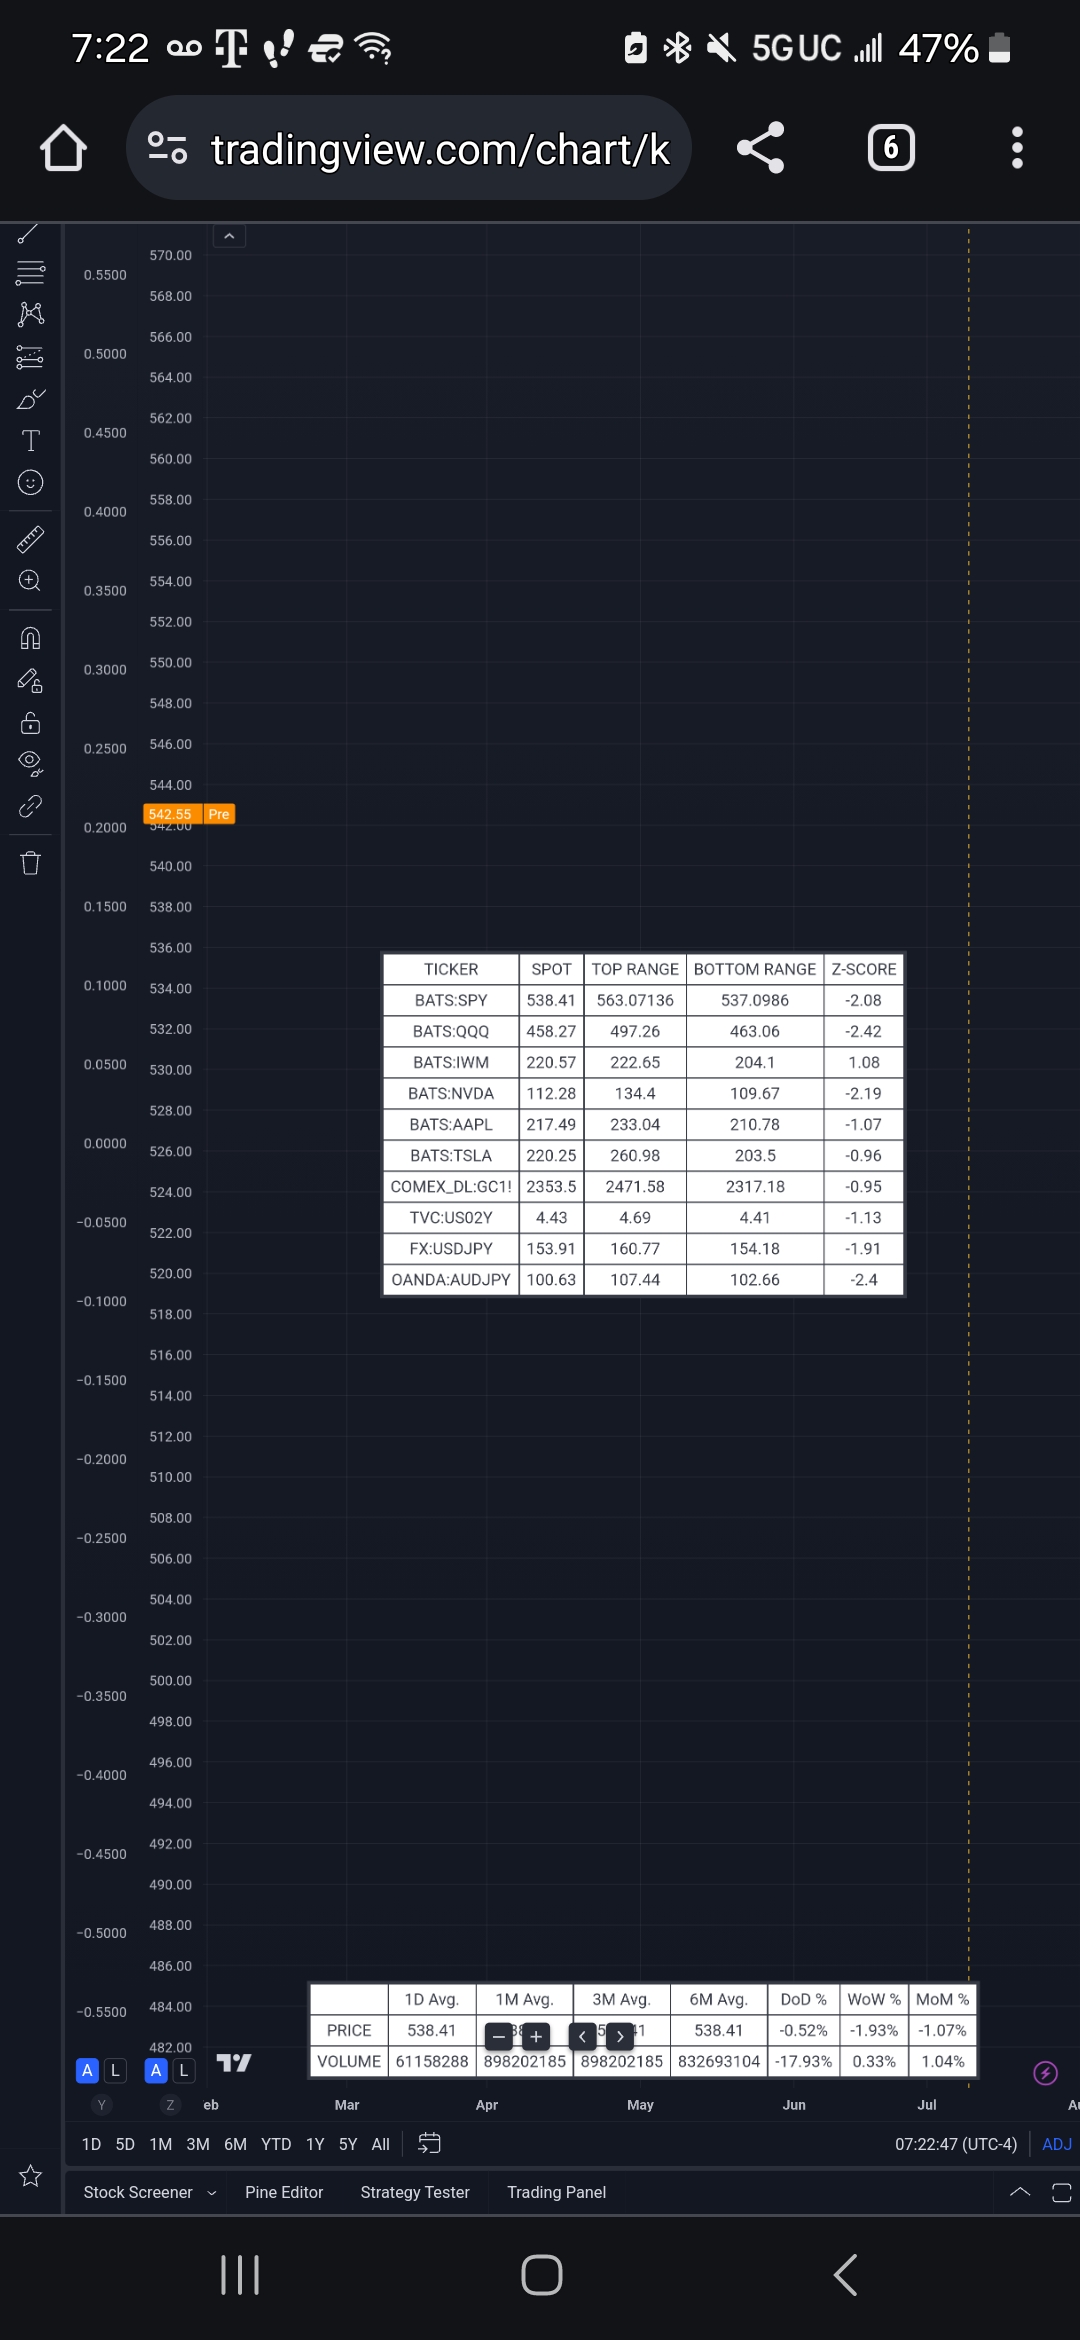 7:22 5G UC 47%
tradingview.com/chart/k 6
570.00
0.5500
568.00
566.00
0.5000
564.00
562.00
0.4500
T
560.00
558.00
0.4000
556.00
554.00
0.3500
552.00
550.00
0.3000
548.00
546.00
0.2500
544.00
542.55 Pre
542.00
0.2000
540.00
0.1500 538.00
536.00
0.1000 534.00
532.00
0.0500 530.00
528.00
0.0000 526.00
524.00
−0.0500 522.00
520.00
−0.1000 518.00
516.00
−0.1500 514.00
512.00
−0.2000 510.00
508.00
−0.2500 506.00
504.00
−0.3000 502.00
500.00
−0.3500 498.00
496.00
−0.4000 494.00
492.00
−0.4500 490.00
488.00
−0.5000 486.00
−0.5500 484.00
482.00
TICKER SPOT TOP RANGE BOTTOM RANGE Z-SCORE
BATS:SPY 538.41 563.07136 537.0986 -2.08
BATS:QQQ 458.27 497.26 463.06 -2.42
BATS:IWM 220.57 222.65 204.1 1.08
BATS:NVDA 112.28 134.4 109.67 -2.19
BATS:AAPL 217.49 233.04 210.78 -1.07
BATS:TSLA 220.25 260.98 203.5 -0.96
COMEX_DL:GC1! 2353.5 2471.58 2317.18 -0.95
TVC:US02Y 4.43 4.69 4.41 -1.13
FX:USDJPY 153.91 160.77 154.18 -1.91
OANDA:AUDJPY 100.63 107.44 102.66 -2.4
1D Avg. 1M Avg. 3M Avg. 6M Avg. DoD % WoW % MoM %
PRICE 538.41 538.41 -0.52% -1.93% -1.07%
VOLUME 61158288 898202185 898202185 832693104 -17.93% 0.33% 1.04%
A L A L
Y Z eb Mar Apr May Jun Jul Au
1D 5D 1M 3M 6M YTD 1Y 5Y All 07:22:47 (UTC-4) ADJ
Stock Screener Pine Editor Strategy Tester Trading Panel